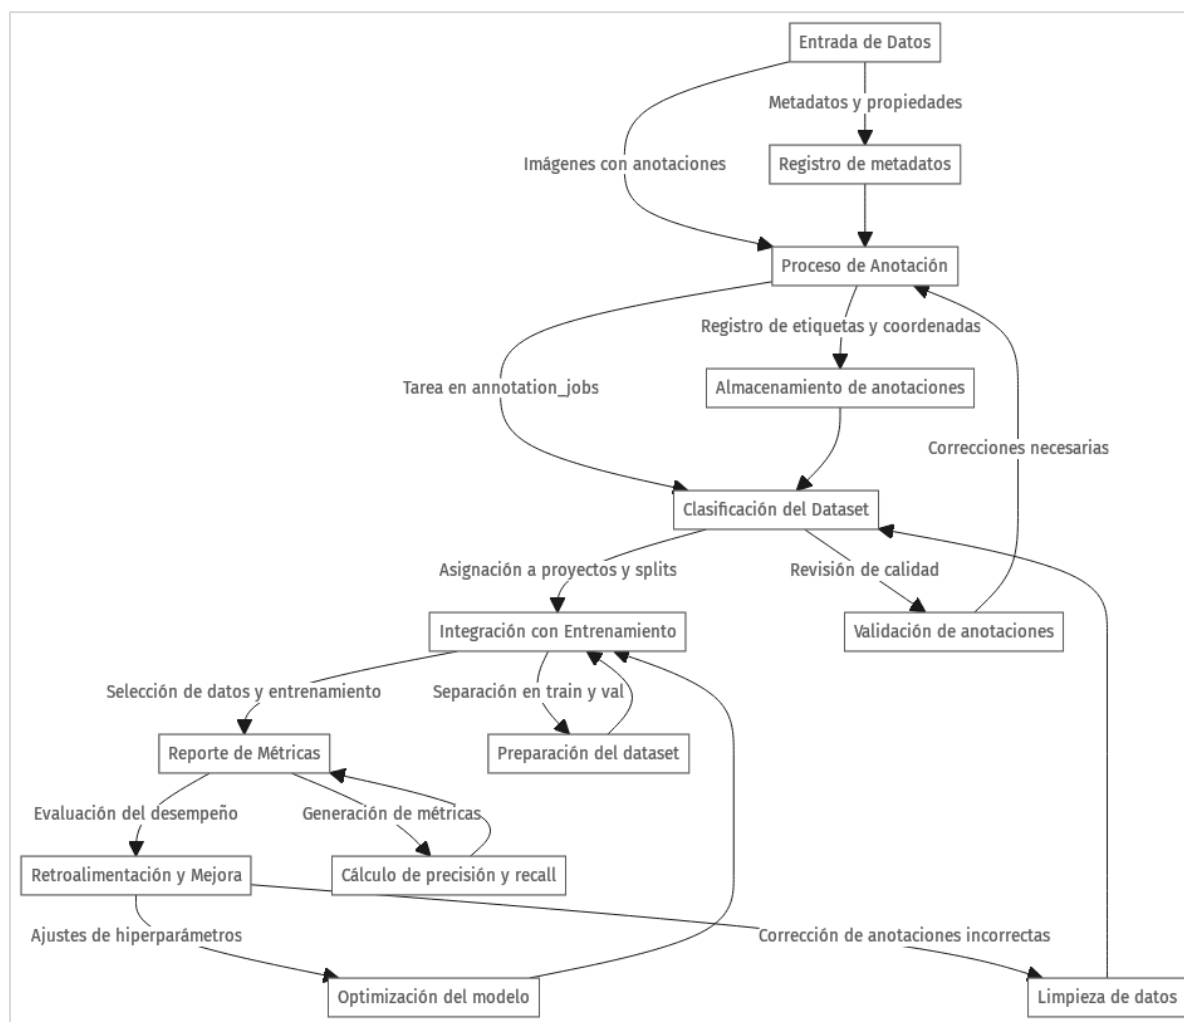 Entrada de Datos
Metadatos y propiedades
Imágenes con anotaciones
Registro de metadatos
Proceso de Anotación
Registro de etiquetas y coordenadas
Tarea en annotation_jobs
Almacenamiento de anotaciones
Correcciones necesarias
Clasificación del Dataset
Asignación a proyectos y splits
Revisión de calidad
Integración con Entrenamiento
Validación de anotaciones
Selección de datos y entrenamiento
Separación en train y val
Reporte de Métricas
Preparación del dataset
Evaluación del desempeño
Generación de métricas
Retroalimentación y Mejora
Cálculo de precisión y recall
Ajustes de hiperparámetros
Corrección de anotaciones incorrectas
Optimización del modelo
Limpieza de datos